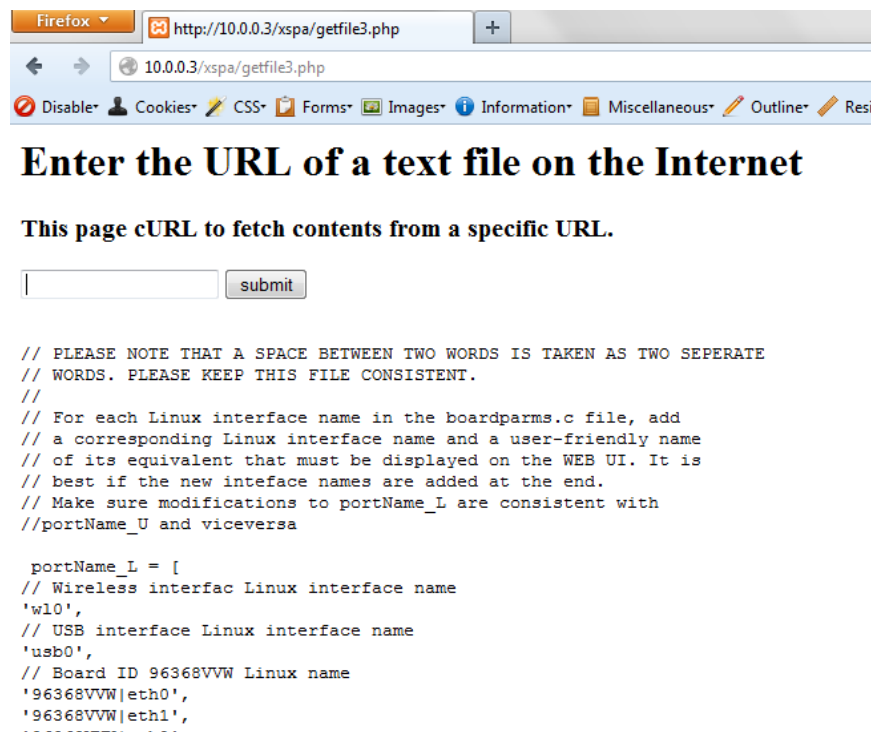 Firefox
http://10.0.0.3/xspa/getfile3.php
10.0.0.3/xspa/getfile3.php
Disable Cookies CSS Forms Images Information Miscellaneous Outline Resi
Enter the URL of a text file on the Internet
This page cURL to fetch contents from a specific URL.
submit
// PLEASE NOTE THAT A SPACE BETWEEN TWO WORDS IS TAKEN AS TWO SEPERATE
// WORDS. PLEASE KEEP THIS FILE CONSISTENT.
//
// For each Linux interface name in the boardparms.c file, add
// a corresponding Linux interface name and a user-friendly name
// of its equivalent that must be displayed on the WEB UI. It is
// best if the new inteface names are added at the end.
// Make sure modifications to portName_L are consistent with
//portName_U and viceversa
portName_L = [
// Wireless interfac Linux interface name
'wl0',
// USB interface Linux interface name
'usb0',
// Board ID 96368VVW Linux name
'96368VVW|eth0',
'96368VVW|eth1',